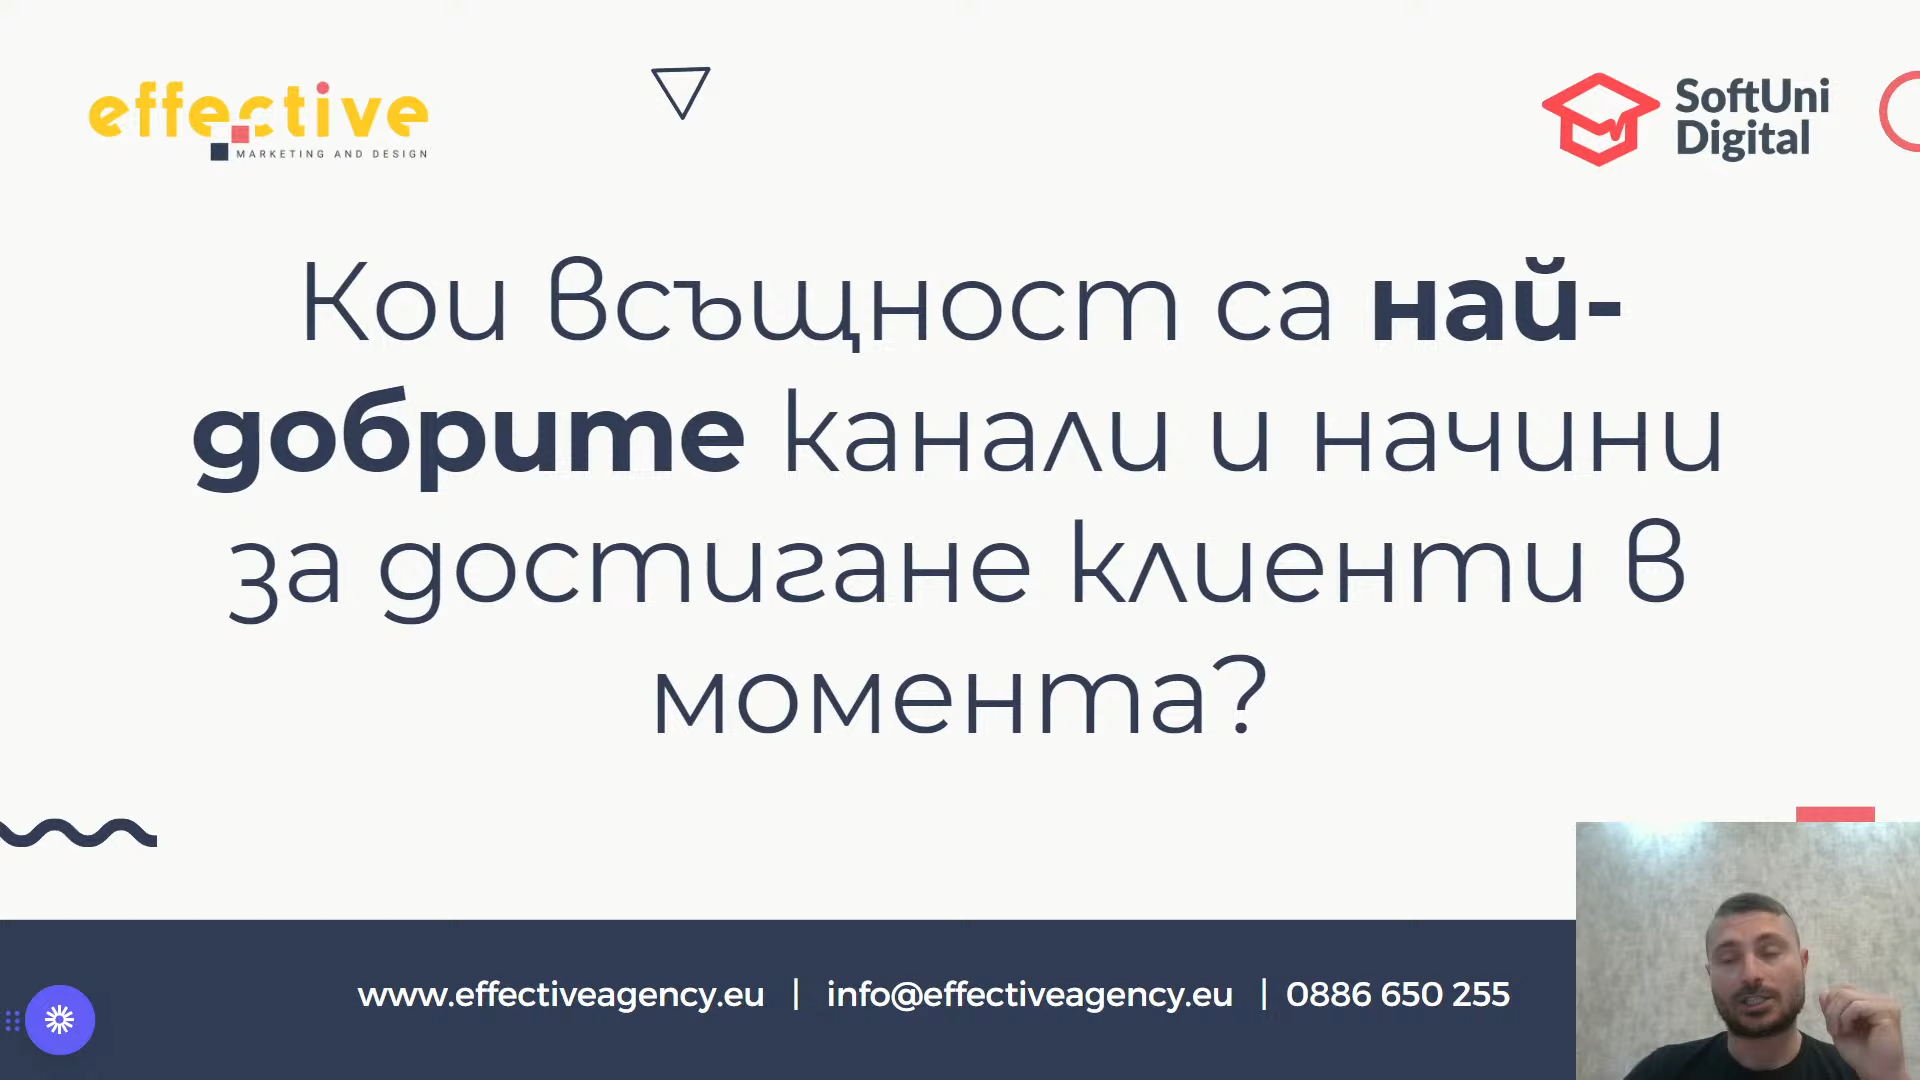 effective
MARKETING AND DESIGN
SoftUni
Digital
Кои всъщност са най-
добрите канали и начини
за достигане клиенти в
момента?
www.effectiveagency.eu | info@effectiveagency.eu | 0886 650 255